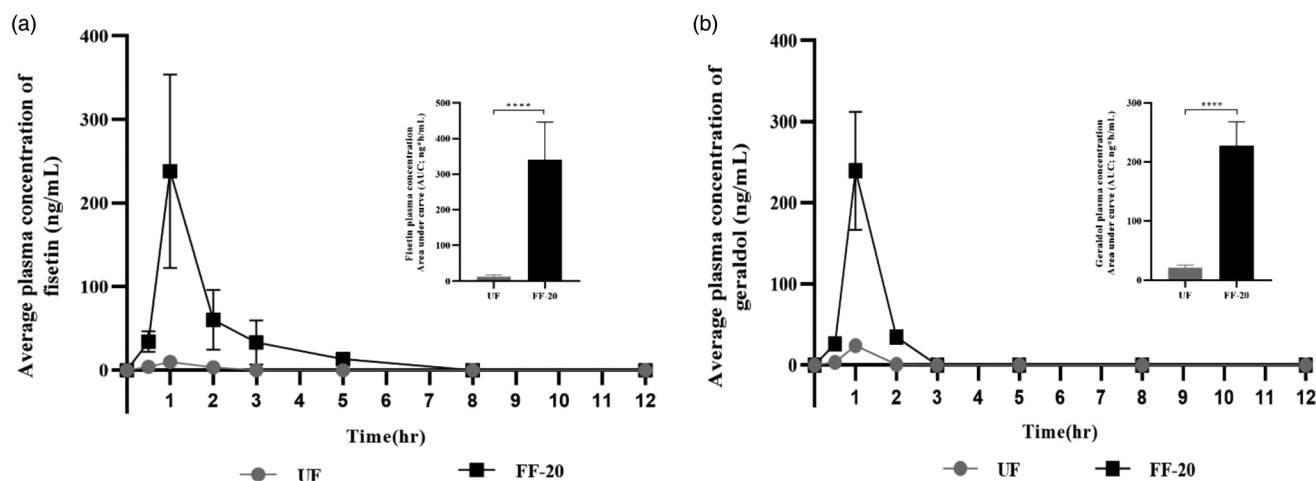 (a)
Average plasma concentration of
fisetin (ng/mL)
400
300
200
100
0
1 2 3 4 5 6 7 8 9 10 11 12
Time(hr)
UF FF-20
Fisetin plasma concentration
Area under curve (AUC; ng*h/mL)
500
400
300
200
100
0
****
UF FF-20
(b)
Average plasma concentration of
geraldol (ng/mL)
400
300
200
100
0
1 2 3 4 5 6 7 8 9 10 11 12
Time(hr)
UF FF-20
Geraldol plasma concentration
Area under curve (AUC; ng*h/mL)
300
200
100
0
****
UF FF-20